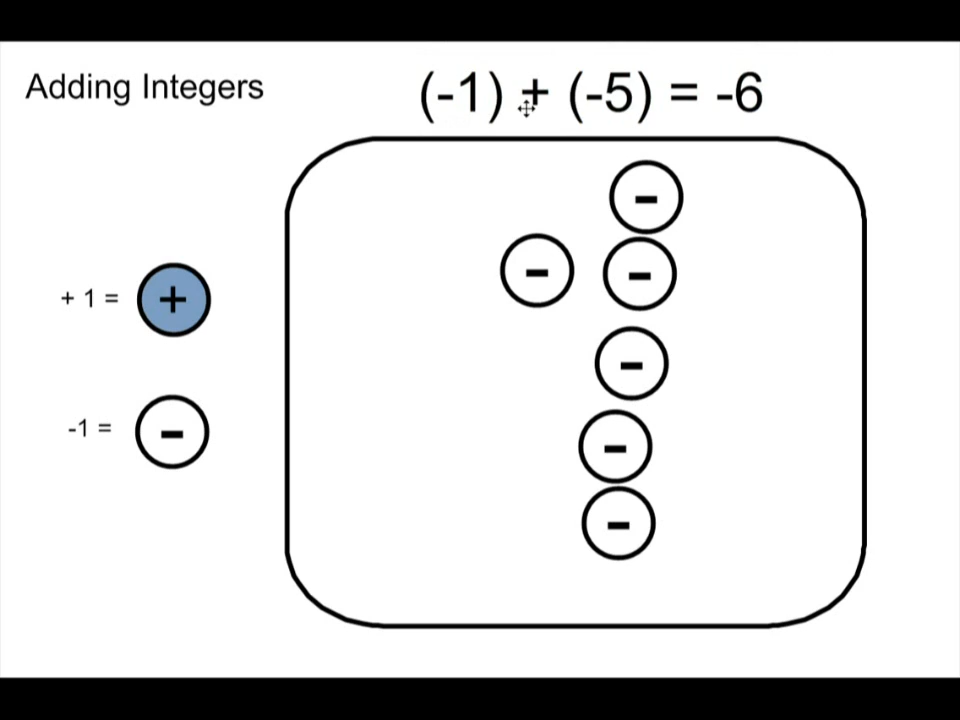 Adding Integers
(-1) + (-5) = -6
-
- -
+ 1 = +
-
-1 = -
-
-